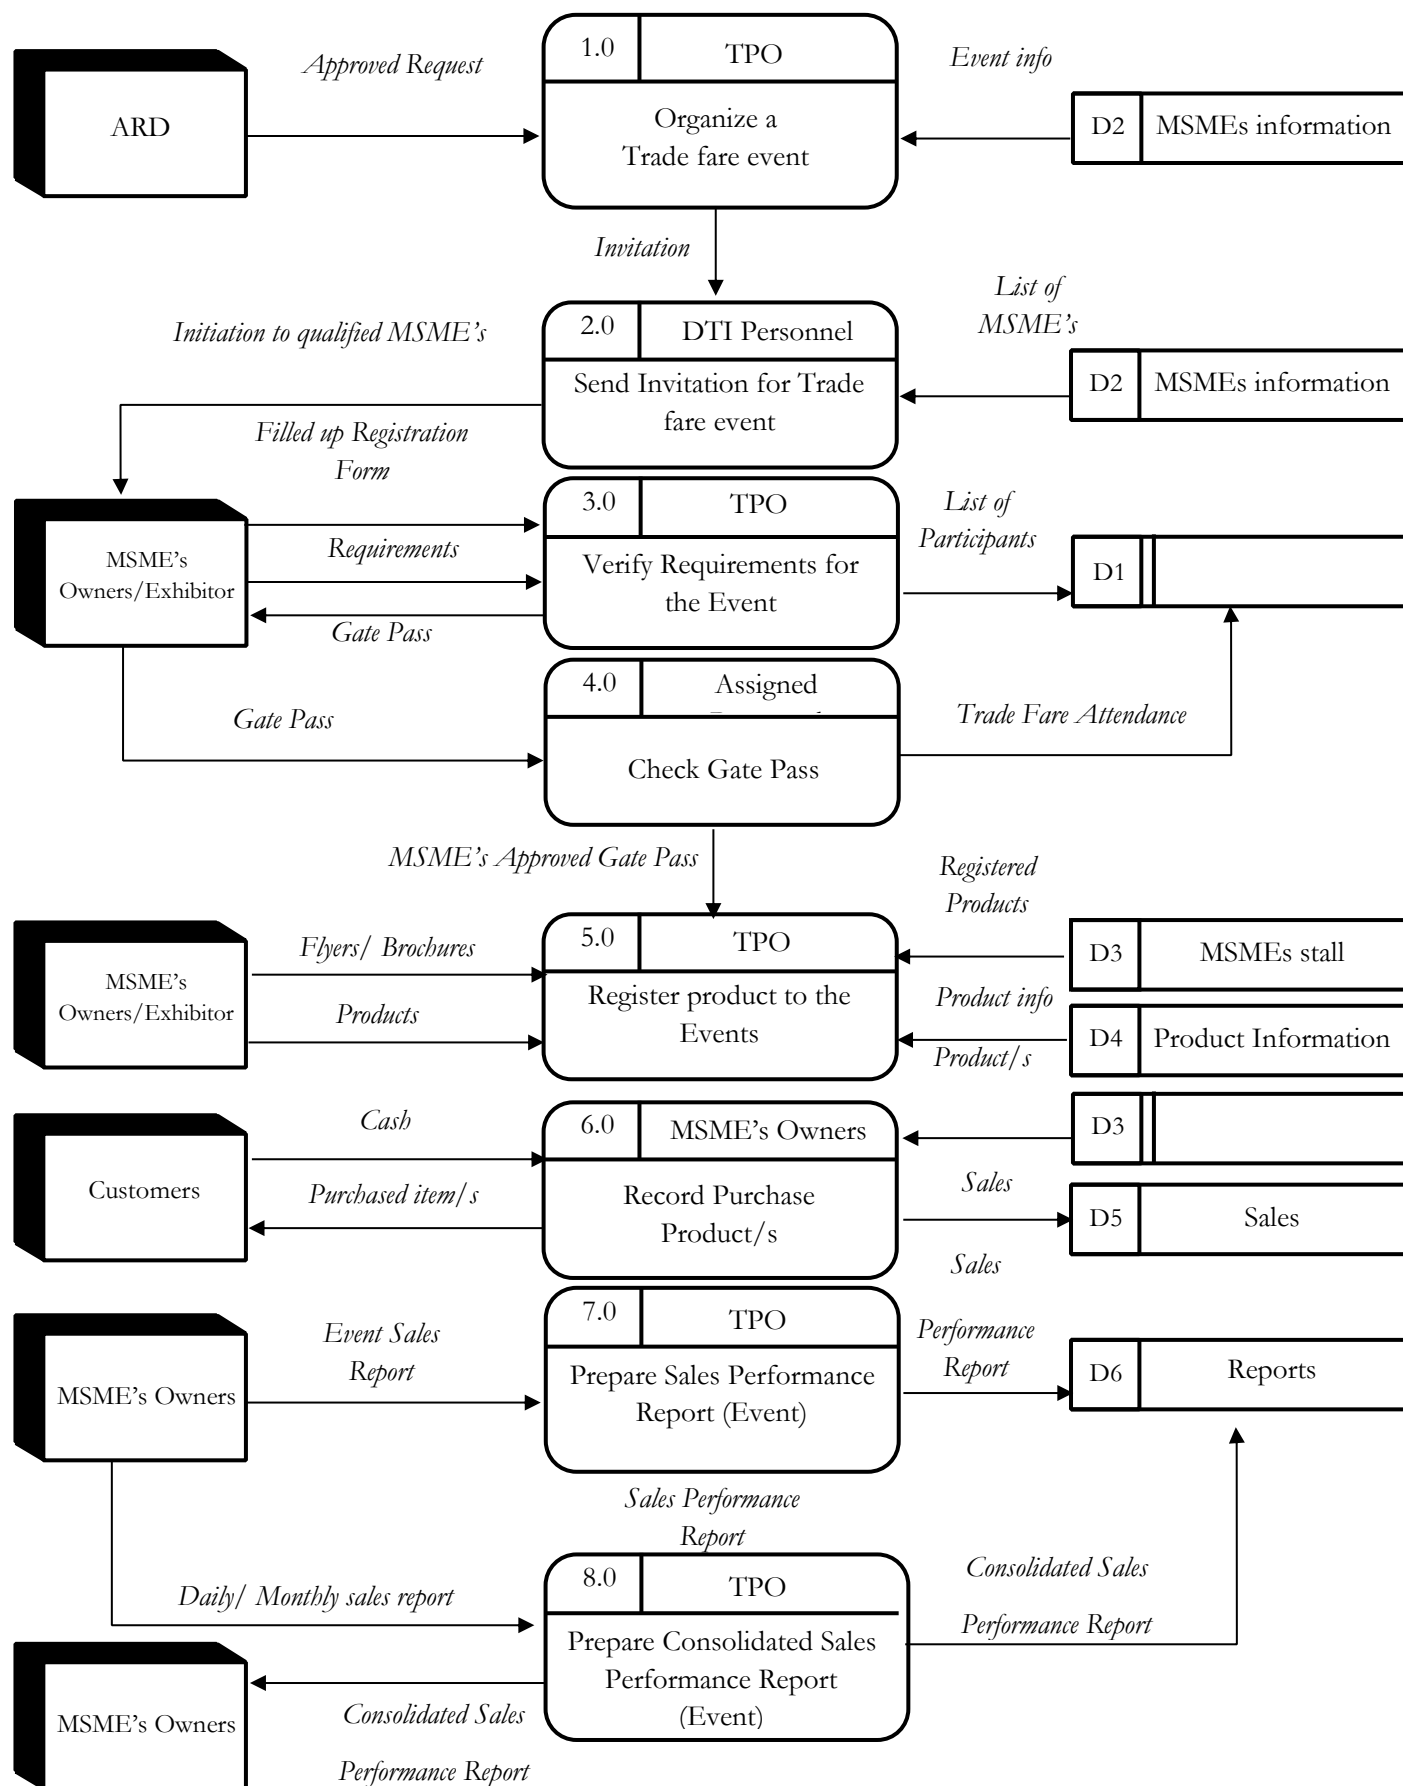 Approved Request
1.0
TPO
Event info
ARD
Organize a
Trade fare event
D2
MSMEs information
Invitation
List of
MSME's
Initiation to qualified MSME's
2.0
DTI Personnel
Send Invitation for Trade
fare event
D2
MSMEs information
Filled up Registration
Form
3.0
TPO
List of
Participants
MSME's
Owners/Exhibitor
Requirements
Verify Requirements for
the Event
D1
Gate Pass
4.0
Assigned
Gate Pass
Trade Fare Attendance
Check Gate Pass
MSME's Approved Gate Pass
Registered
Products
Flyers/ Brochures
5.0
TPO
D3
MSMEs stall
MSME's
Owners/Exhibitor
Products
Register product to the
Events
Product info
D4
Product Information
Product/s
Cash
6.0
MSME's Owners
D3
Customers
Purchased item/s
Record Purchase
Product/s
Sales
D5
Sales
Sales
Event Sales
Report
7.0
TPO
Performance
Report
MSME's Owners
Prepare Sales Performance
Report (Event)
D6
Reports
Sales Performance
Report
Daily/ Monthly sales report
8.0
TPO
Consolidated Sales
Performance Report
Prepare Consolidated Sales
Performance Report
(Event)
MSME's Owners
Consolidated Sales
Performance Report